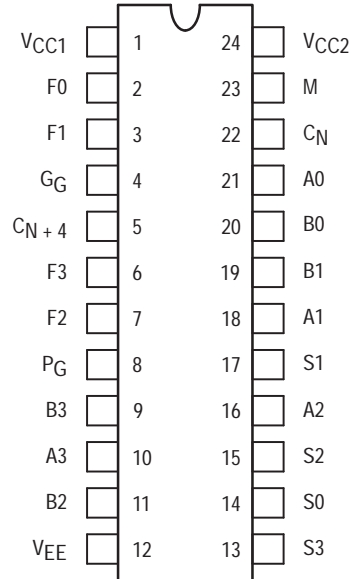 VCC1 1 24 VCC2
F0 2 23 M
F1 3 22 CN
GG 4 21 A0
CN + 4 5 20 B0
F3 6 19 B1
F2 7 18 A1
PG 8 17 S1
B3 9 16 A2
A3 10 15 S2
B2 11 14 S0
VEE 12 13 S3